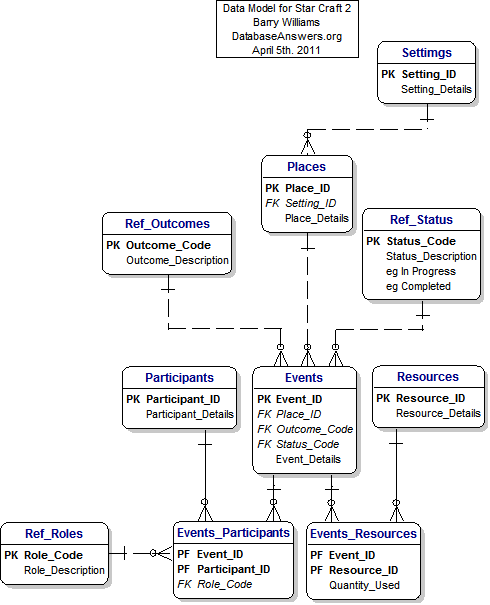 Data Model for Star Craft 2
Barry Williams
DatabaseAnswers.org
April 5th. 2011
Settimgs
PK Setting_ID
Setting_Details
Places
PK Place_ID
FK Setting_ID
Place_Details
Ref_Outcomes
PK Outcome_Code
Outcome_Description
Ref_Status
PK Status_Code
Status_Description
eg In Progress
eg Completed
Participants
PK Participant_ID
Participant_Details
Events
PK Event_ID
FK Place_ID
FK Outcome_Code
FK Status_Code
Event_Details
Resources
PK Resource_ID
Resource_Details
Ref_Roles
PK Role_Code
Role_Description
Events_Participants
PF Event_ID
PF Participant_ID
FK Role_Code
Events_Resources
PF Event_ID
PF Resource_ID
Quantity_Used